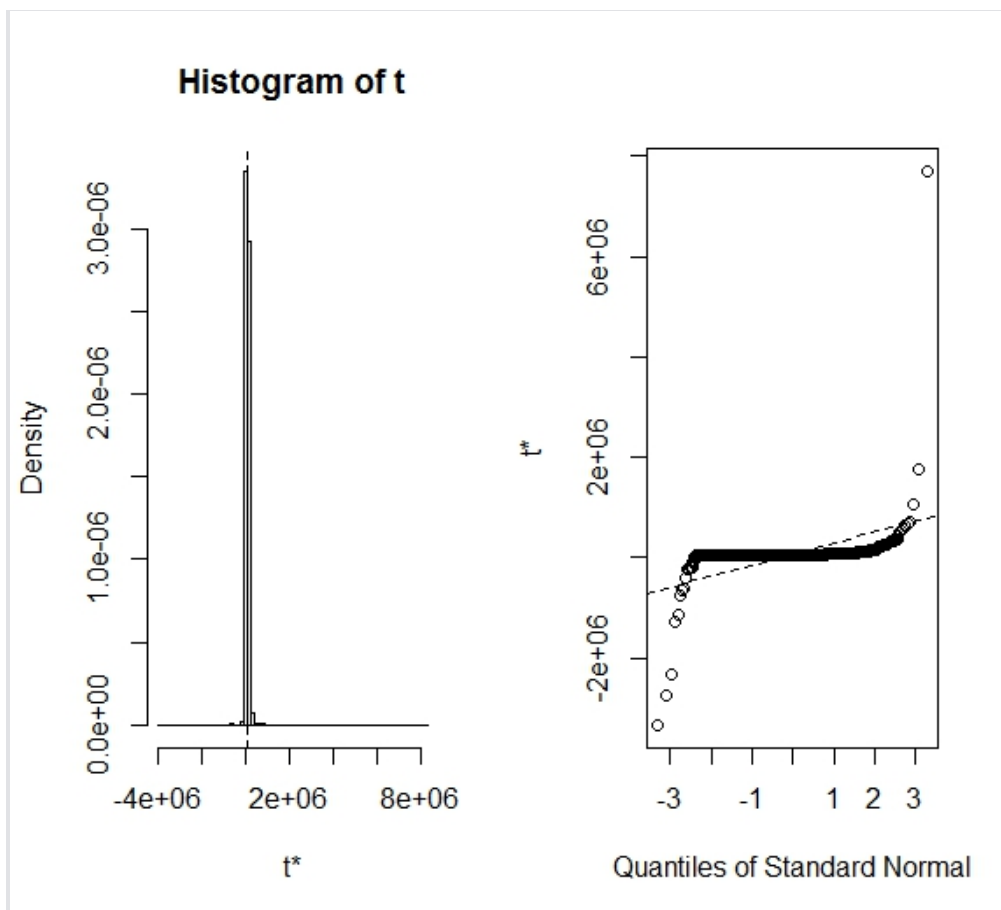 Histogram of t
Density
0.0e+00
1.0e-06
2.0e-06
3.0e-06
-4e+06 2e+06 8e+06
t*
t*
-2e+06
2e+06
6e+06
-3 -1 1 2 3
Quantiles of Standard Normal